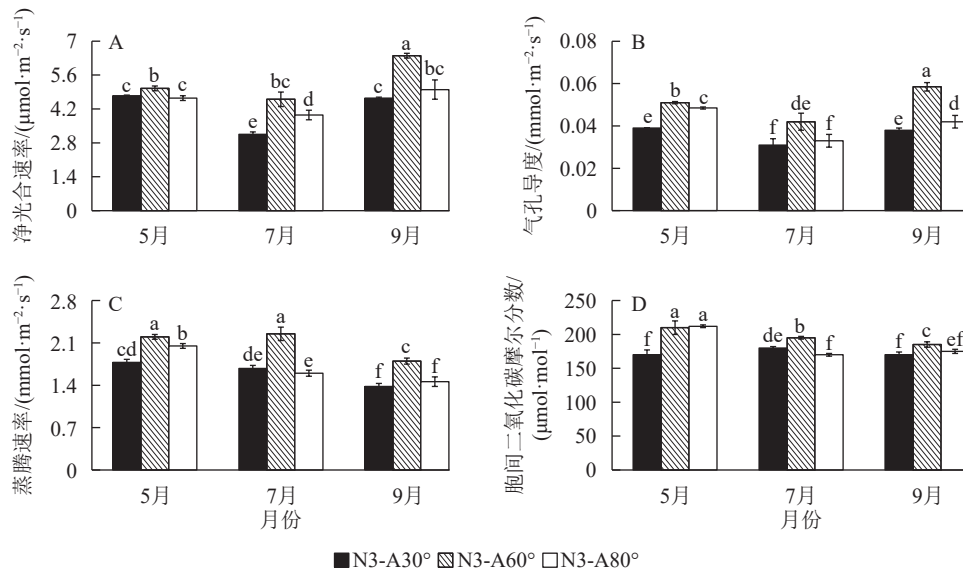 A
净光合速率/(μmol·m⁻²·s⁻¹)
7
5.6
4.2
2.8
1.4
0
c b c
e bc d
c a bc
5月 7月 9月
B
气孔导度/(mmol·m⁻²·s⁻¹)
0.08
0.06
0.04
0.02
0
e b c
f de f
e a d
5月 7月 9月
C
蒸腾速率/(mmol·m⁻²·s⁻¹)
2.8
2.1
1.4
0.7
0
cd a b
de a e
f c f
5月 7月 9月
月份
D
胞间二氧化碳摩尔分数/
(μmol·mol⁻¹)
250
200
150
100
50
0
f a a
de b f
f c ef
5月 7月 9月
月份
N3-A30° N3-A60° N3-A80°